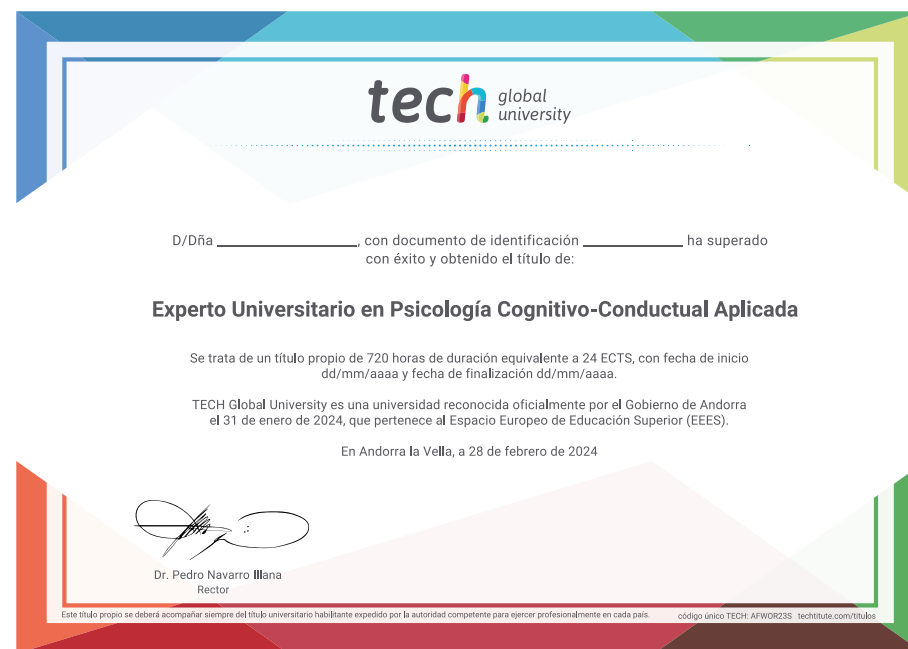 tech global university
D/Dña ____________________, con documento de identificación ______________ ha superado
con éxito y obtenido el título de:
Experto Universitario en Psicología Cognitivo-Conductual Aplicada
Se trata de un título propio de 720 horas de duración equivalente a 24 ECTS, con fecha de inicio
dd/mm/aaaa y fecha de finalización dd/mm/aaaa.
TECH Global University es una universidad reconocida oficialmente por el Gobierno de Andorra
el 31 de enero de 2024, que pertenece al Espacio Europeo de Educación Superior (EEES).
En Andorra la Vella, a 28 de febrero de 2024
Dr. Pedro Navarro Illana
Rector
Este título propio se deberá acompañar siempre del título universitario habilitante expedido por la autoridad competente para ejercer profesionalmente en cada país.
código único TECH: AFWOR23S techtitute.com/titulos